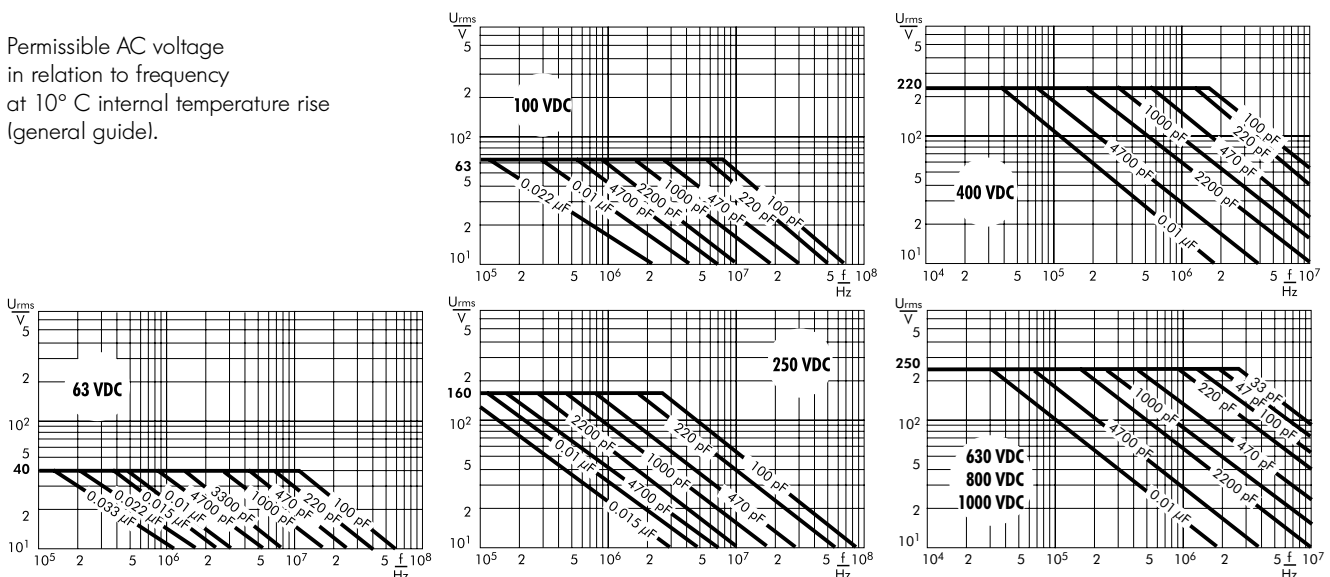 Permissible AC voltage
in relation to frequency
at 10° C internal temperature rise
(general guide).
Urms
V
5
2
10²
63
5
2
10¹
100 VDC
0.022 µF
0.01 µF
4700 pF
2200 pF
1000 pF
470 pF
220 pF
100 pF
10⁵ 2 5 10⁶ 2 5 10⁷ 2 5 f/Hz 10⁸
Urms
V
5
220
2
10²
5
2
10¹
400 VDC
100 pF
220 pF
470 pF
1000 pF
2200 pF
4700 pF
0.01 µF
10⁴ 2 5 10⁵ 2 5 10⁶ 2 5 f/Hz 10⁷
Urms
V
5
2
10²
5
40
2
10¹
63 VDC
0.033 µF
0.022 µF
0.015 µF
0.01 µF
4700 pF
3300 pF
1000 pF
470 pF
220 pF
100 pF
10⁵ 2 5 10⁶ 2 5 10⁷ 2 5 f/Hz 10⁸
Urms
V
5
2
160
10²
5
2
10¹
250 VDC
2200 pF
0.01 µF
4700 pF
0.015 µF
1000 pF
220 pF
470 pF
100 pF
10⁵ 2 5 10⁶ 2 5 10⁷ 2 5 f/Hz 10⁸
Urms
V
5
250
2
10²
5
2
10¹
630 VDC
800 VDC
1000 VDC
33 pF
47 pF
100 pF
220 pF
470 pF
1000 pF
2200 pF
4700 pF
0.01 µF
10⁴ 2 5 10⁵ 2 5 10⁶ 2 5 f/Hz 10⁷